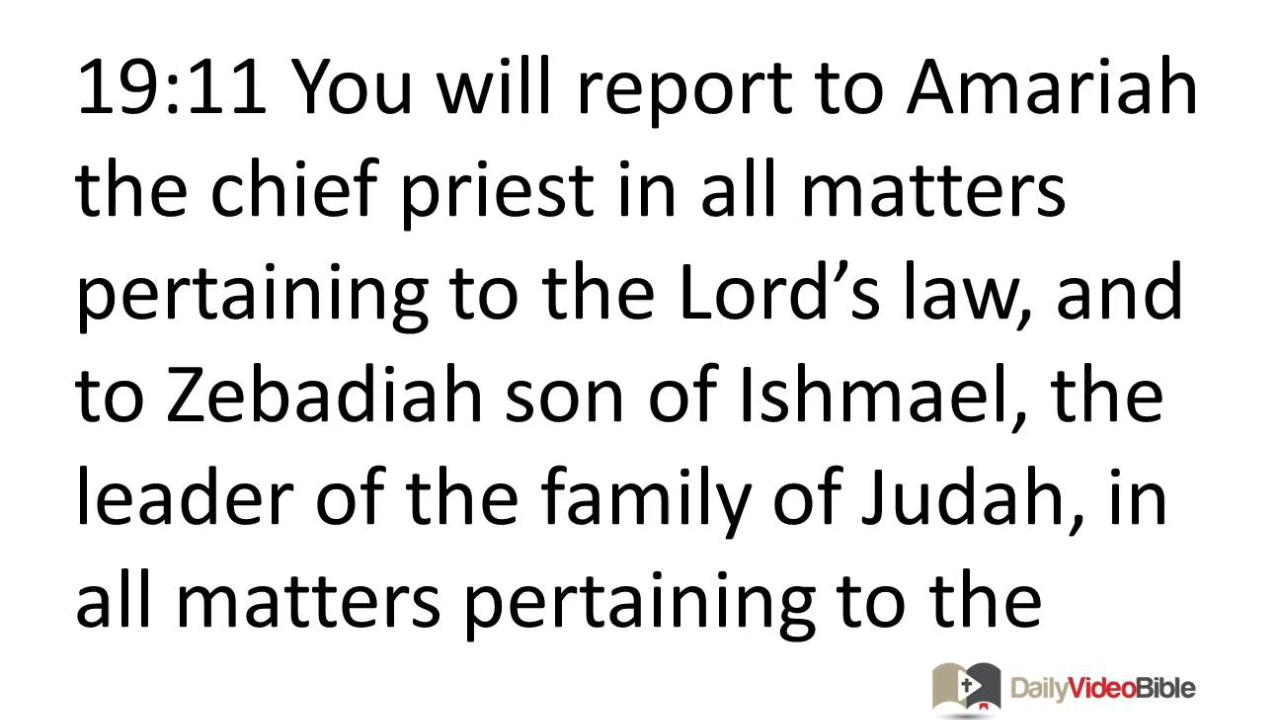 19:11 You will report to Amariah
the chief priest in all matters
pertaining to the Lord’s law, and
to Zebadiah son of Ishmael, the
leader of the family of Judah, in
all matters pertaining to the
DailyVideoBible